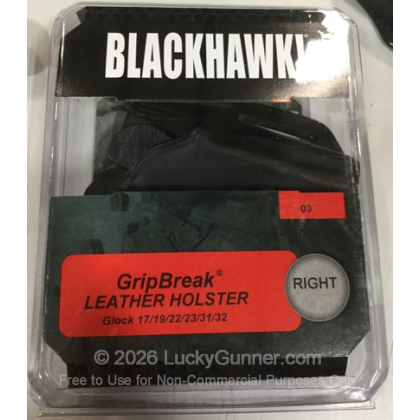 BLACKHAWK!
03
GripBreak®
LEATHER HOLSTER
Glock 17/19/22/23/31/32
RIGHT
© 2026 LuckyGunner.com
Free to Use for Non-Commercial Purposes Only